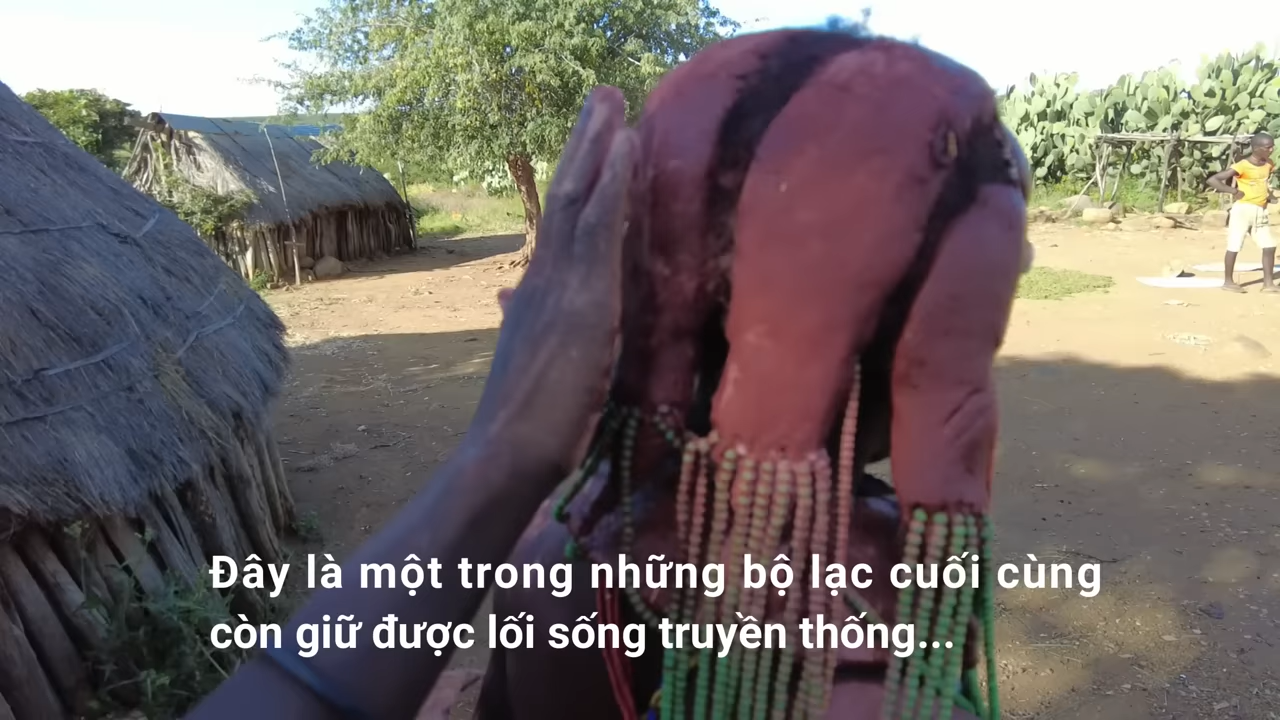 Đây là một trong những bộ lạc cuối cùng
còn giữ được lối sống truyền thống...